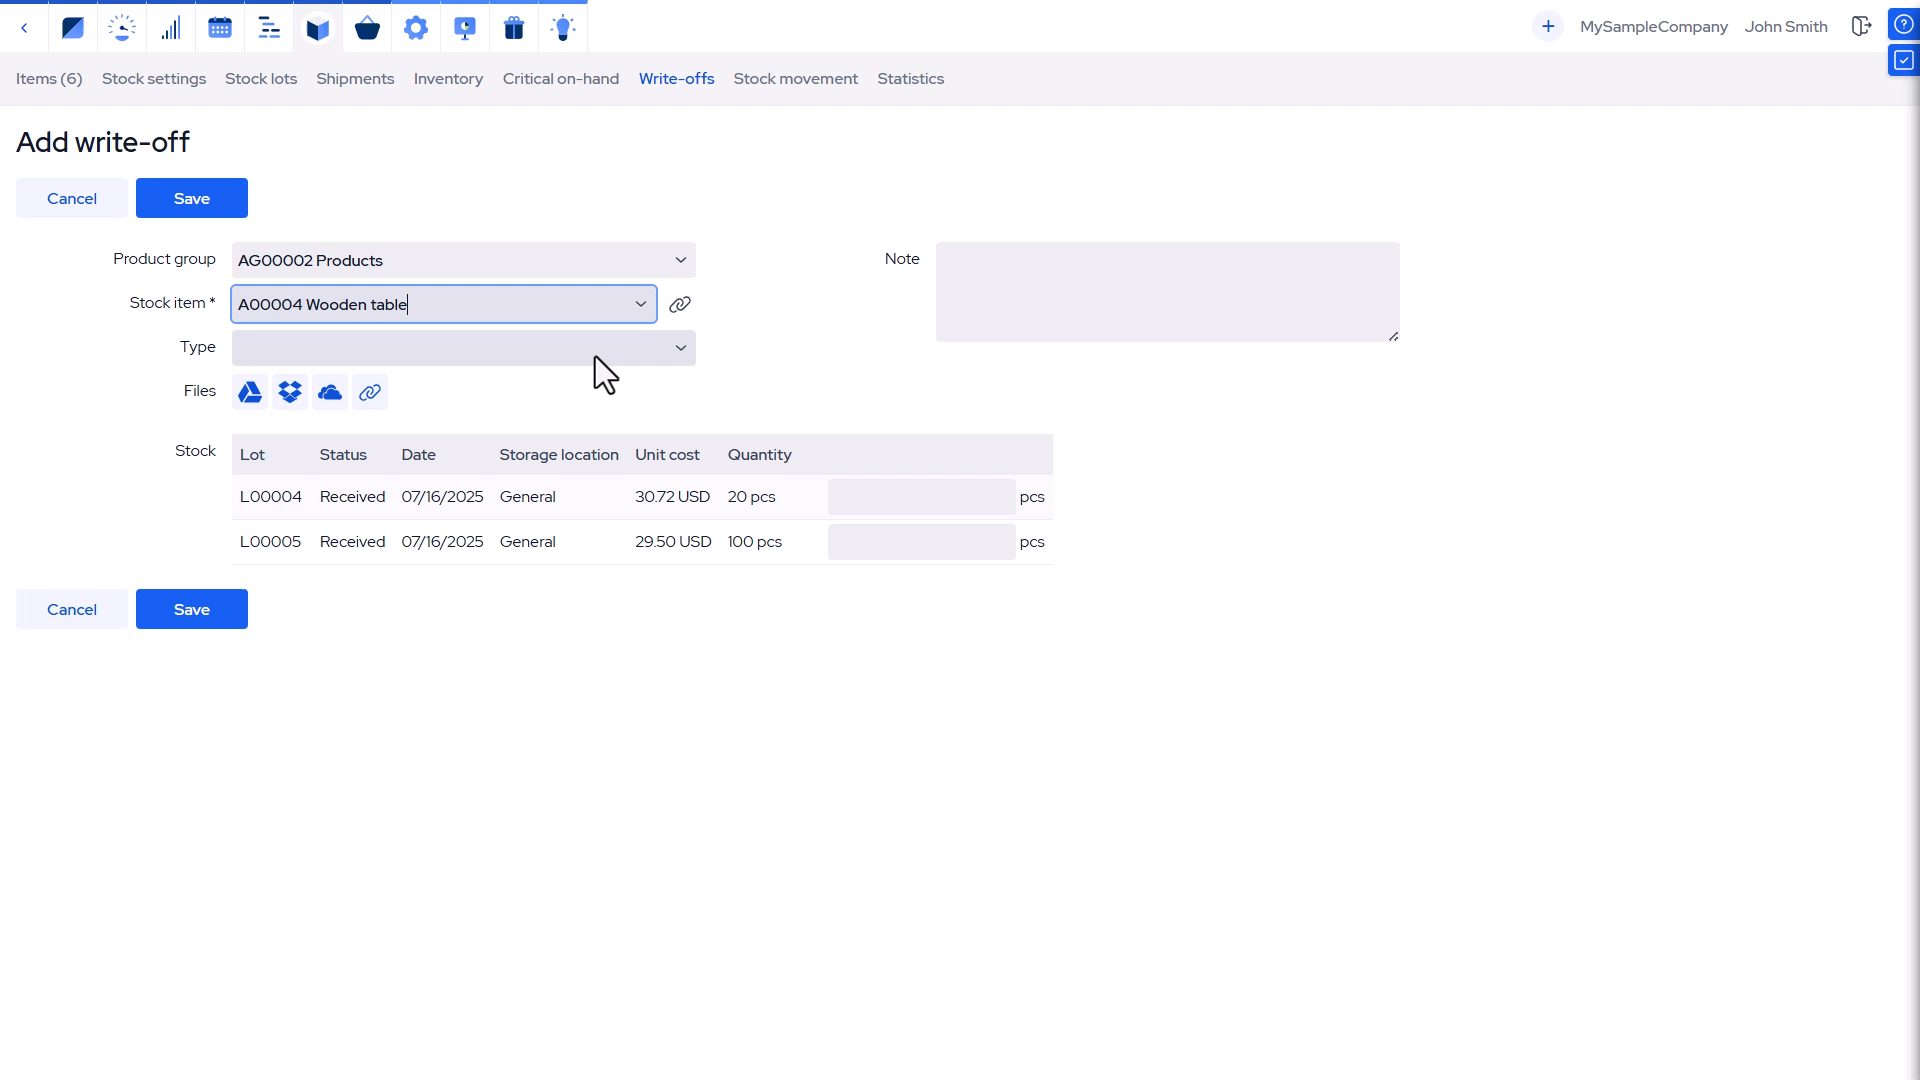 MySampleCompany John Smith
Items (6) Stock settings Stock lots Shipments Inventory Critical on-hand Write-offs Stock movement Statistics
Add write-off
Cancel Save
Product group AG00002 Products
Note
Stock item * A00004 Wooden table
Type
Files
Stock
Lot Status Date Storage location Unit cost Quantity
L00004 Received 07/16/2025 General 30.72 USD 20 pcs pcs
L00005 Received 07/16/2025 General 29.50 USD 100 pcs pcs
Cancel Save